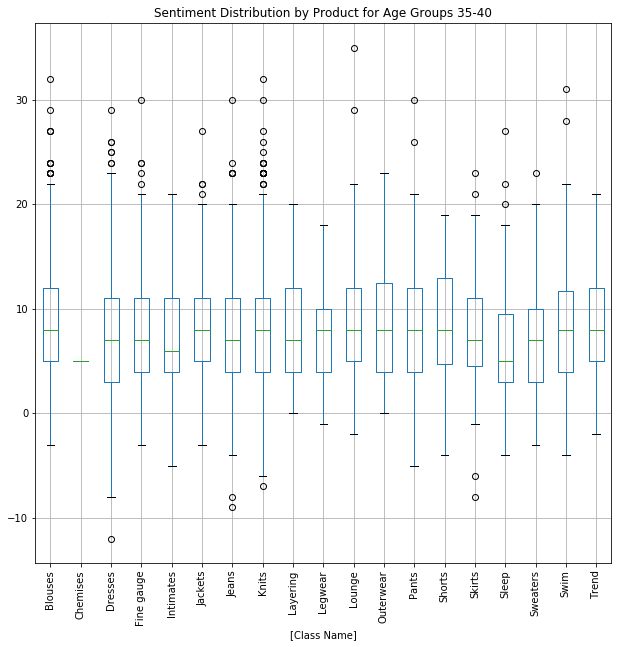 Sentiment Distribution by Product for Age Groups 35-40
30
20
10
0
−10
Blouses
Chemises
Dresses
Fine gauge
Intimates
Jackets
Jeans
Knits
Layering
Legwear
Lounge
Outerwear
Pants
Shorts
Skirts
Sleep
Sweaters
Swim
Trend
[Class Name]